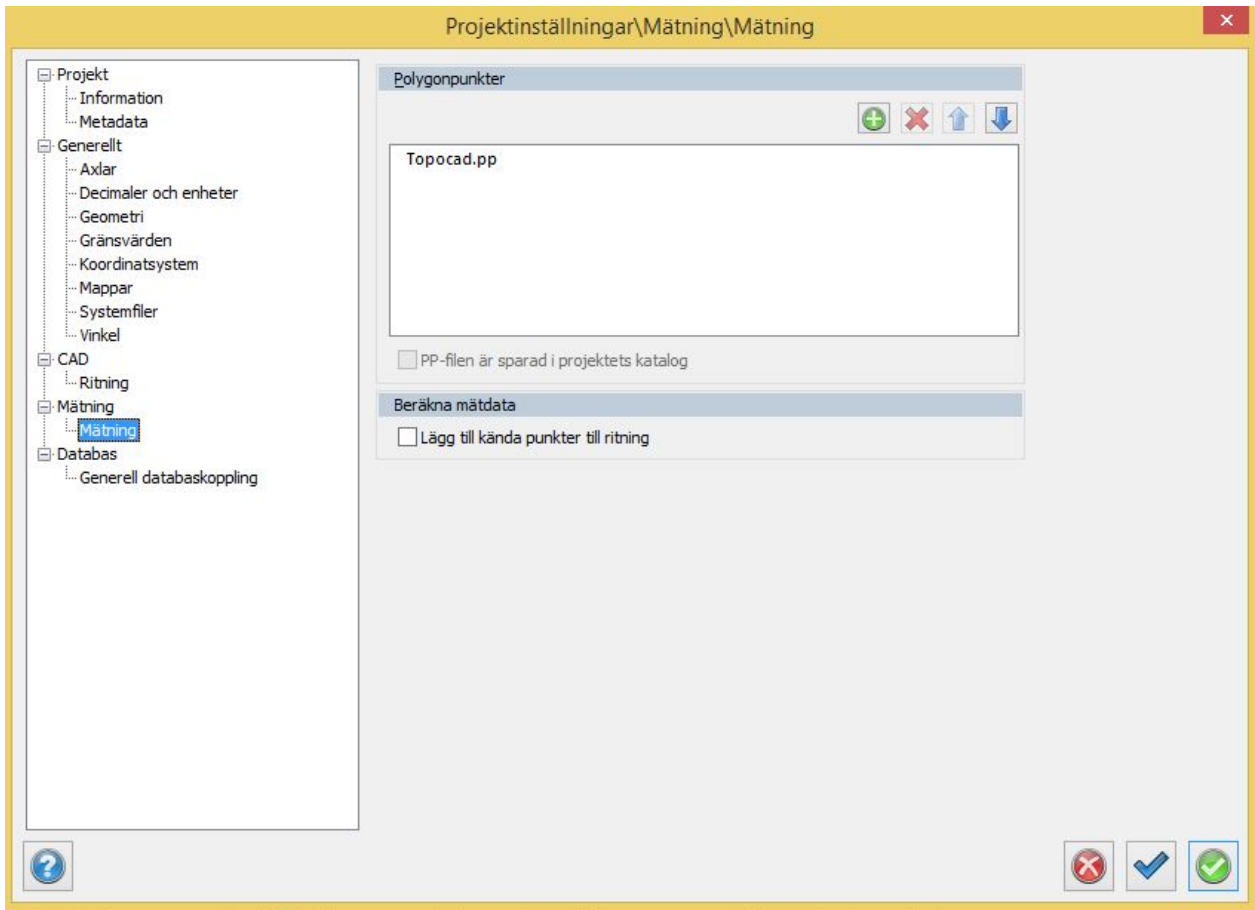 Projektinställningar\Mätning\Mätning
Projekt
Information
Metadata
Generellt
Axlar
Decimaler och enheter
Geometri
Gränsvärden
Koordinatsystem
Mappar
Systemfiler
Vinkel
CAD
Ritning
Mätning
Mätning
Databas
Generell databaskoppling
Polygonpunkter
Topocad.pp
PP-filen är sparad i projektets katalog
Beräkna mätdata
Lägg till kända punkter till ritning